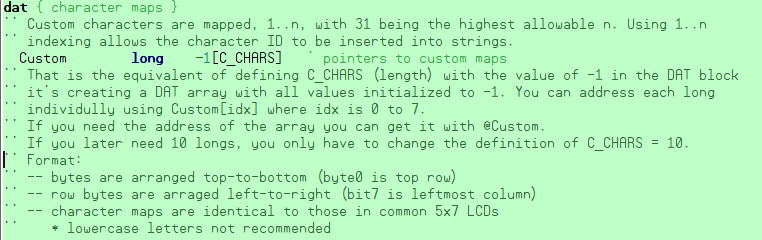 dat { character maps }
'' Custom characters are mapped, 1..n, with 31 being the highest allowable n. Using 1..n
'' indexing allows the character ID to be inserted into strings.
Custom long -1[C_CHARS] ' pointers to custom maps
'' That is the equivalent of defining C_CHARS (length) with the value of -1 in the DAT block
'' it's creating a DAT array with all values initialized to -1. You can address each long
'' individully using Custom[idx] where idx is 0 to 7.
'' If you need the address of the array you can get it with @Custom.
'' If you later need 10 longs, you only have to change the definition of C_CHARS = 10.
'' Format:
'' -- bytes are arranged top-to-bottom (byte0 is top row)
'' -- row bytes are arraged left-to-right (bit7 is leftmost column)
'' -- character maps are identical to those in common 5x7 LCDs
'' * lowercase letters not recommended